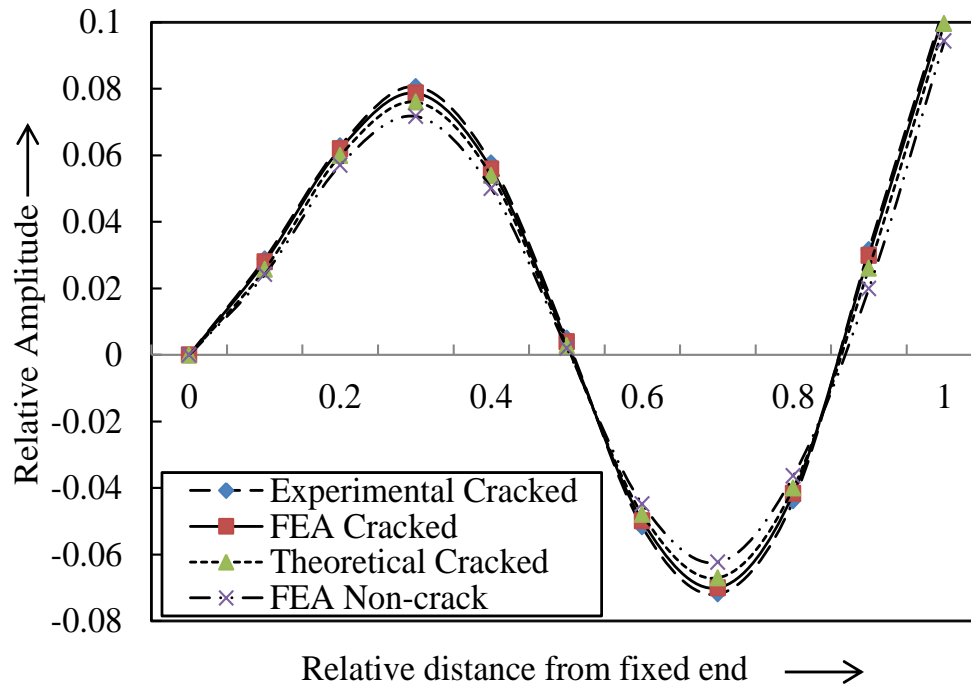 0.1
0.08
0.06
0.04
0.02
0
-0.02
-0.04
-0.06
-0.08
Relative Amplitude
0 0.2 0.4 0.6 0.8 1
Experimental Cracked
FEA Cracked
Theoretical Cracked
FEA Non-crack
Relative distance from fixed end